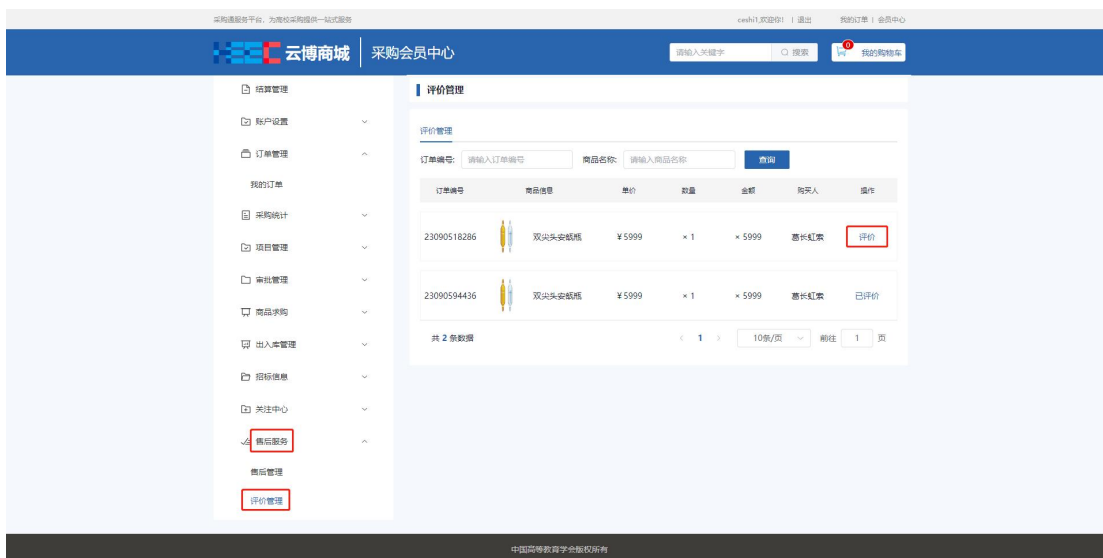 采购通服务平台，为高校采购提供一站式服务 ceshi1,欢迎你! | 退出 我的订单 | 会员中心
HEEC 云博商城 采购会员中心 请输入关键字 搜索 0 我的购物车
结算管理
账户设置
订单管理
我的订单
采购统计
项目管理
审批管理
商品求购
出入库管理
招标信息
关注中心
售后服务
售后管理
评价管理
评价管理
评价管理
订单编号: 请输入订单编号 商品名称: 请输入商品名称 查询
订单编号 商品信息 单价 数量 金额 购买人 操作
23090518286 双尖头安瓿瓶 ¥5999 × 1 × 5999 葛长虹索 评价
23090594436 双尖头安瓿瓶 ¥5999 × 1 × 5999 葛长虹索 已评价
共 2 条数据 < 1 > 10条/页 前往 1 页
中国高等教育学会版权所有